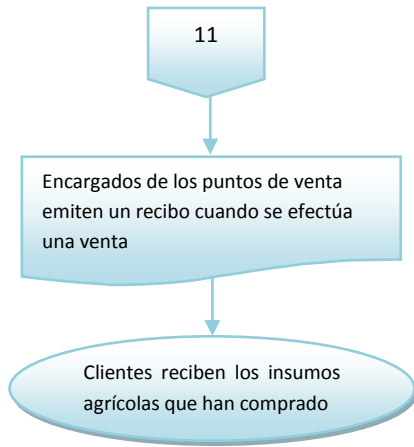 11
Encargados de los puntos de venta
emiten un recibo cuando se efectúa
una venta
Clientes reciben los insumos
agrícolas que han comprado